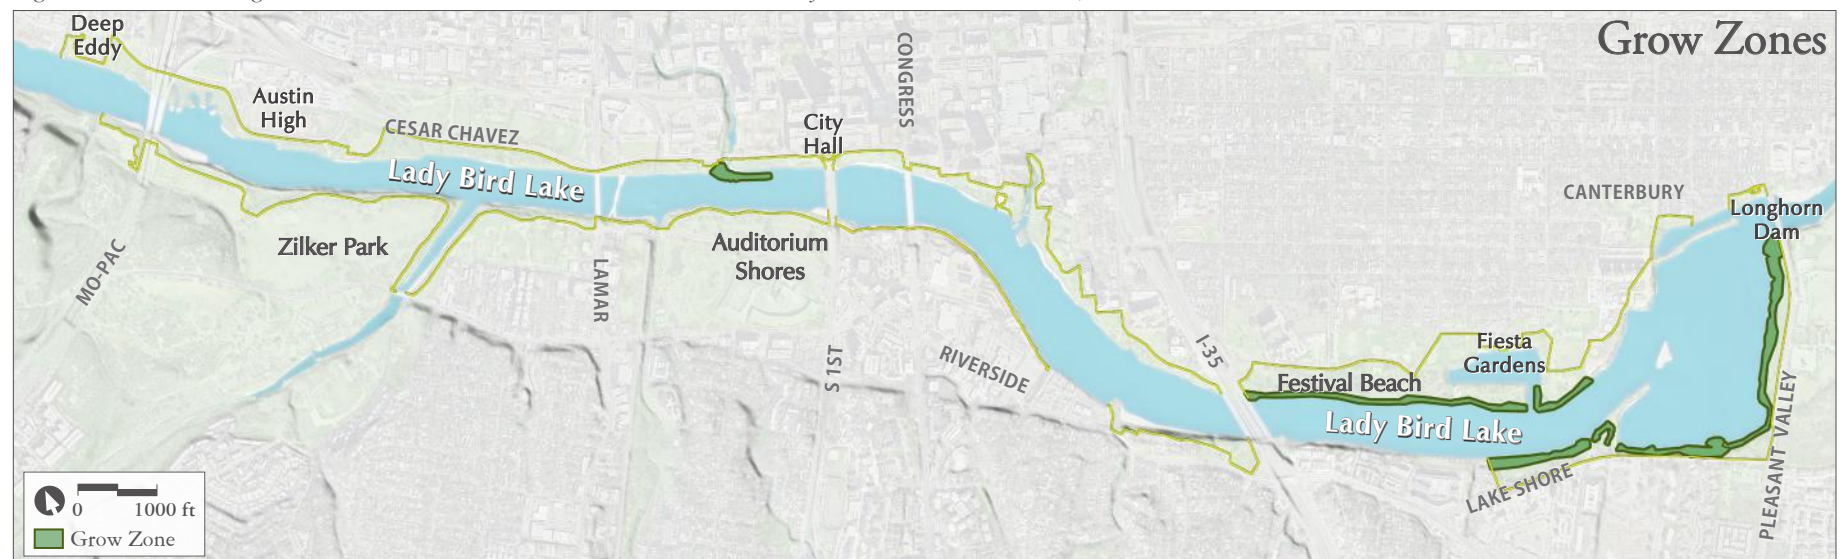 Grow Zones
Deep
Eddy
Austin
High
CESAR CHAVEZ
City
Hall
CONGRESS
Lady Bird Lake
Zilker Park
MO-PAC
LAMAR
Auditorium
Shores
S 1ST
RIVERSIDE
I-35
CANTERBURY
Longhorn
Dam
Fiesta
Gardens
Festival Beach
Lady Bird Lake
LAKE SHORE
PLEASANT VALLEY
0 1000 ft
Grow Zone